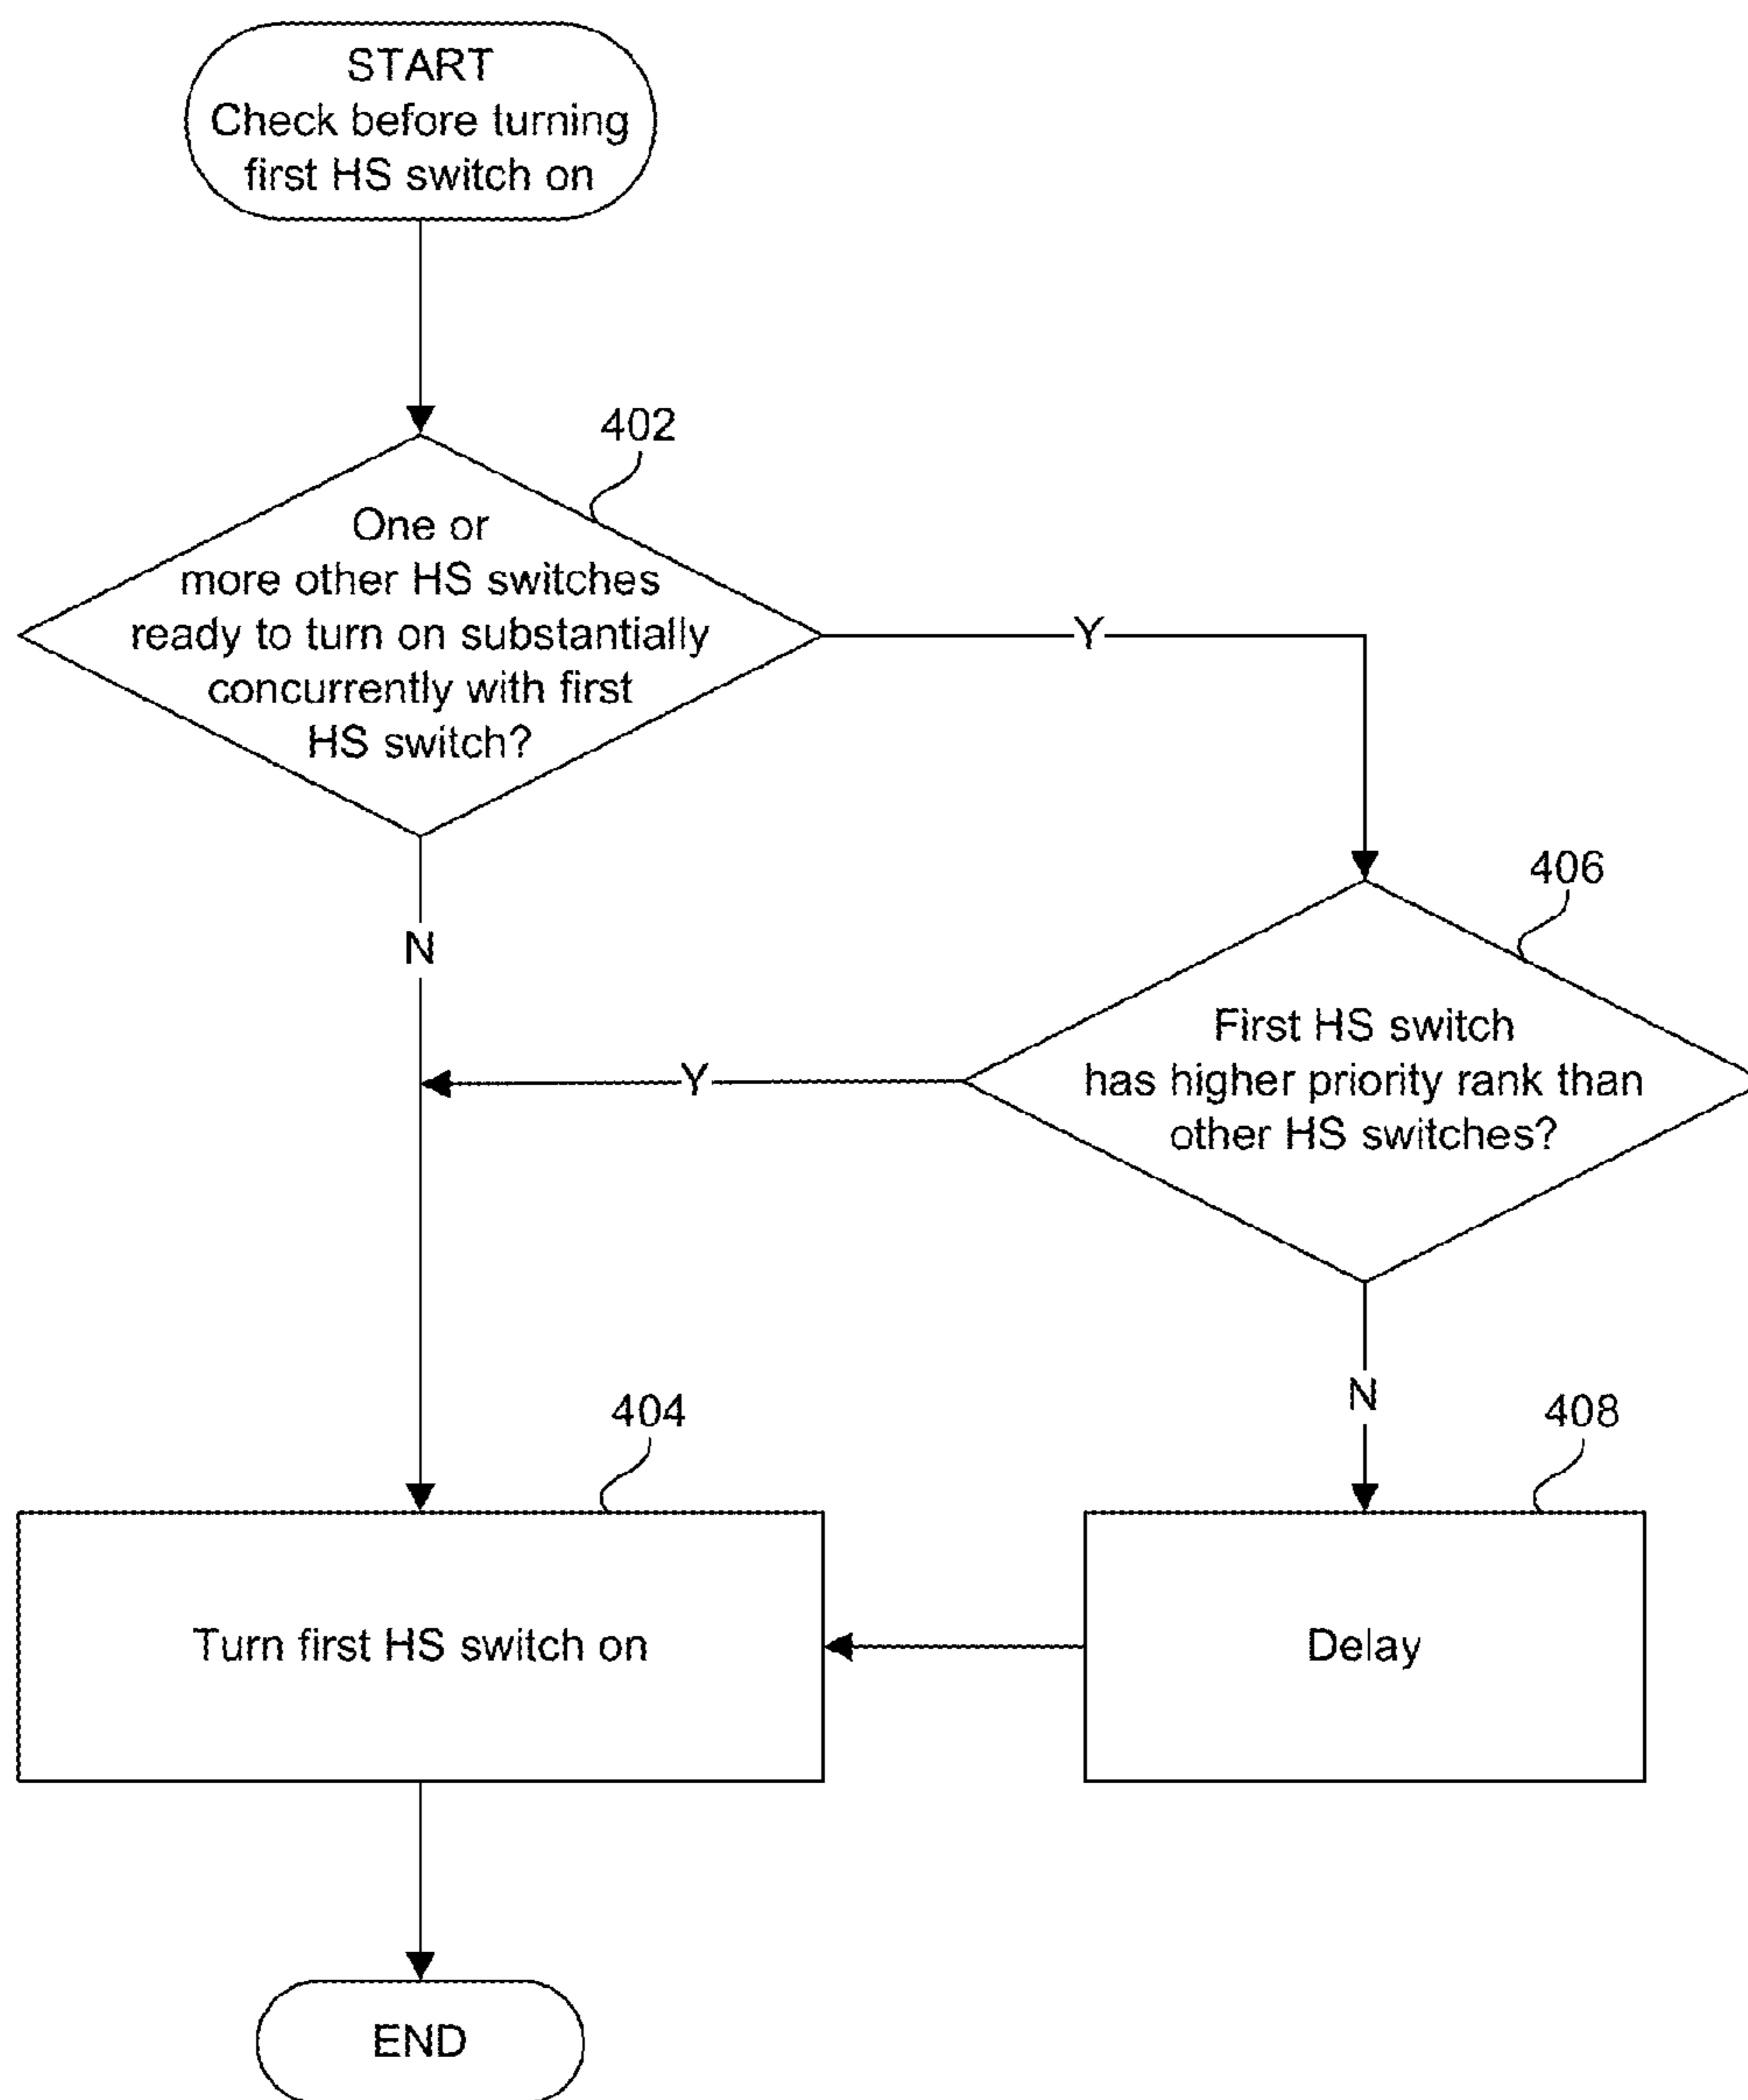 START
Check before turning
first HS switch on
402
One or
more other HS switches
ready to turn on substantially
concurrently with first
HS switch?
Y
406
N
First HS switch
has higher priority rank than
other HS switches?
Y
N
404
408
Turn first HS switch on
Delay
END